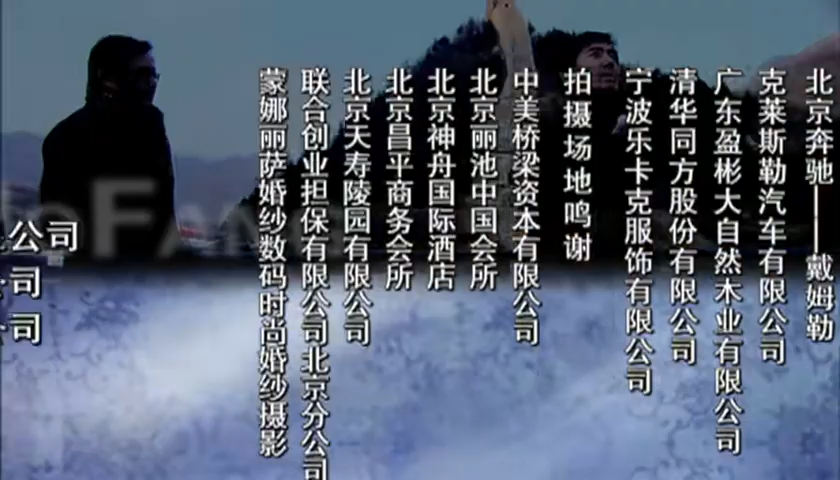 北京奔驰——戴姆勒
克莱斯勒汽车有限公司
广东盈彬大自然木业有限公司
清华同方股份有限公司
宁波乐卡克服饰有限公司
拍摄场地鸣谢
中美桥梁资本有限公司
北京丽池中国会所
北京神舟国际酒店
北京昌平商务会所
北京天寿陵园有限公司
联合创业担保有限公司北京分公司
蒙娜丽萨婚纱数码时尚婚纱摄影
公司
公司
公司